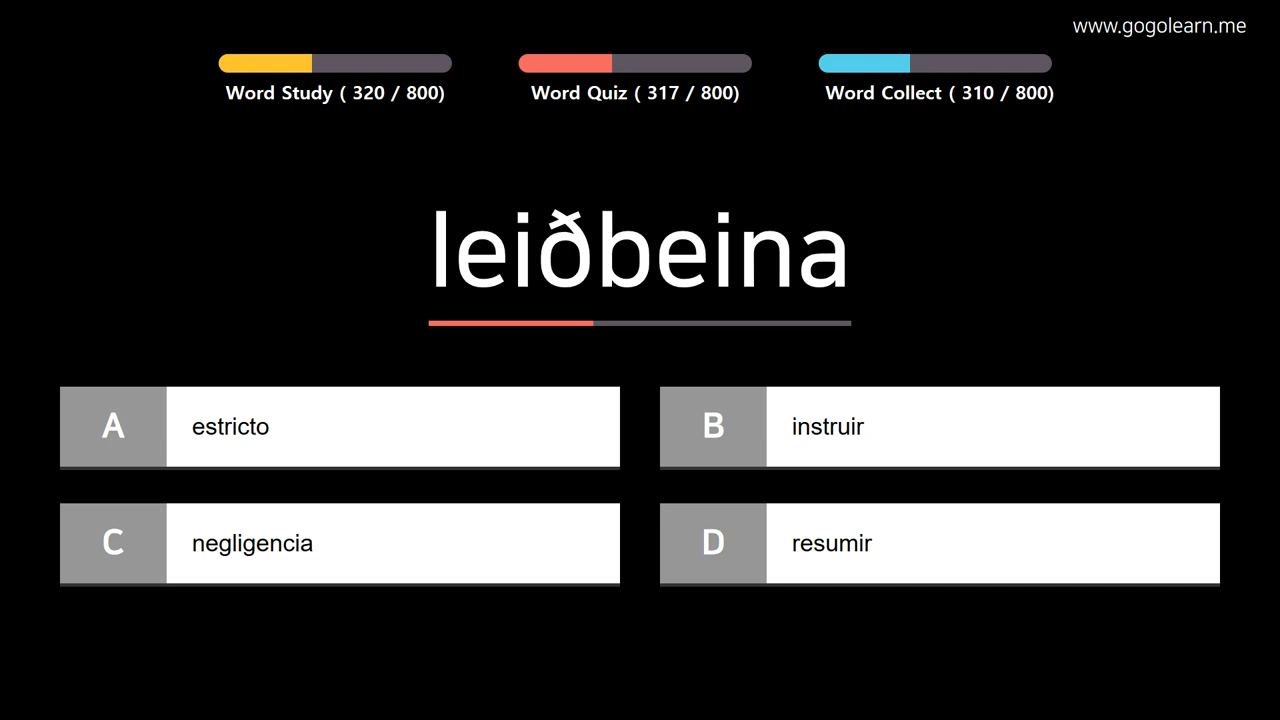 www.gogolearn.me
Word Study ( 320 / 800)
Word Quiz ( 317 / 800)
Word Collect ( 310 / 800)
leiðbeina
A estricto
B instruir
C negligencia
D resumir